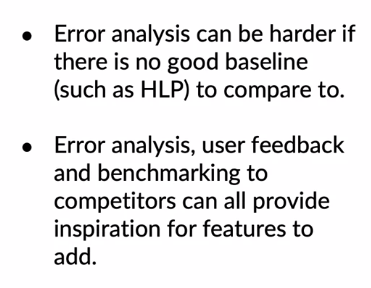 • Error analysis can be harder if
there is no good baseline
(such as HLP) to compare to.
• Error analysis, user feedback
and benchmarking to
competitors can all provide
inspiration for features to
add.